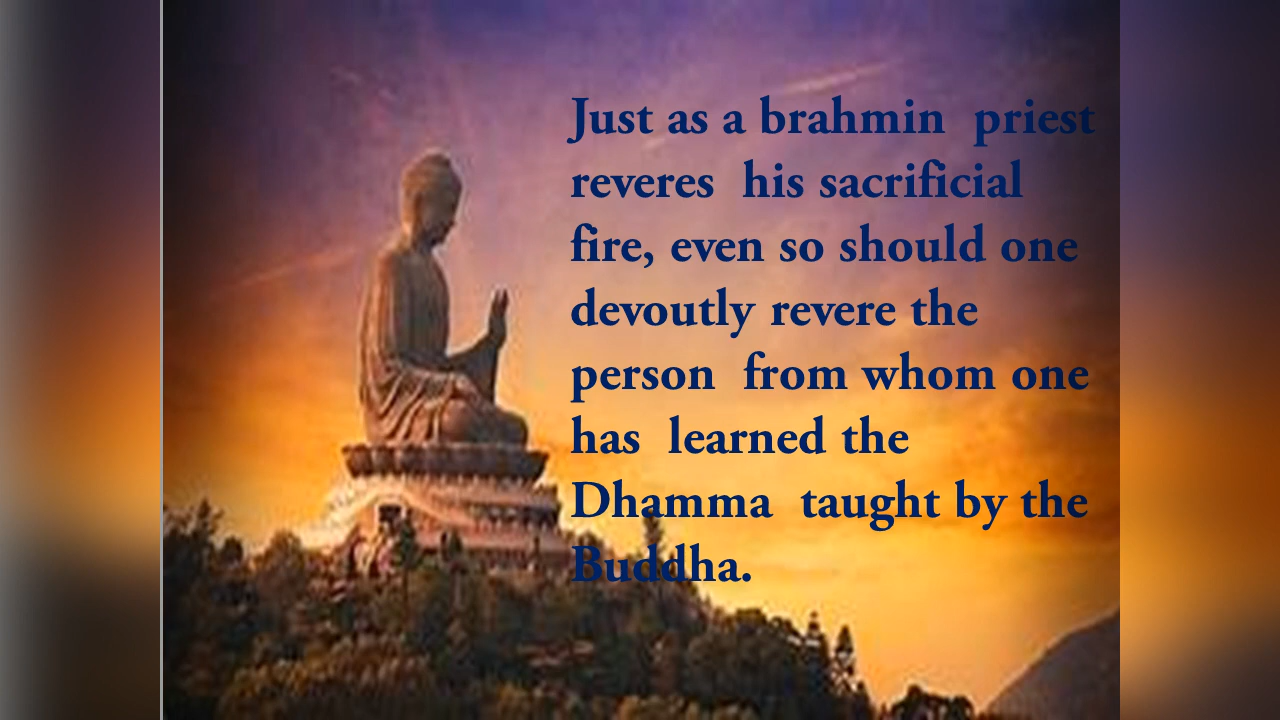 Just as a brahmin priest
reveres his sacrificial
fire, even so should one
devoutly revere the
person from whom one
has learned the
Dhamma taught by the
Buddha.